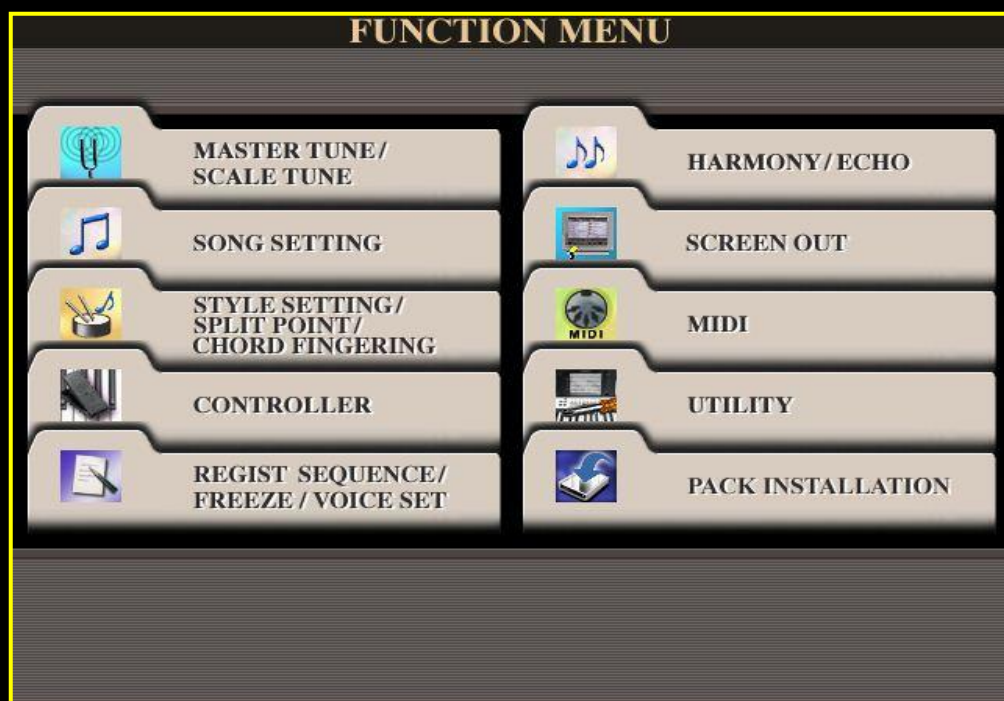 FUNCTION MENU
MASTER TUNE/
SCALE TUNE
SONG SETTING
STYLE SETTING/
SPLIT POINT/
CHORD FINGERING
CONTROLLER
REGIST SEQUENCE/
FREEZE / VOICE SET
HARMONY/ ECHO
SCREEN OUT
MIDI
MIDI
UTILITY
PACK INSTALLATION